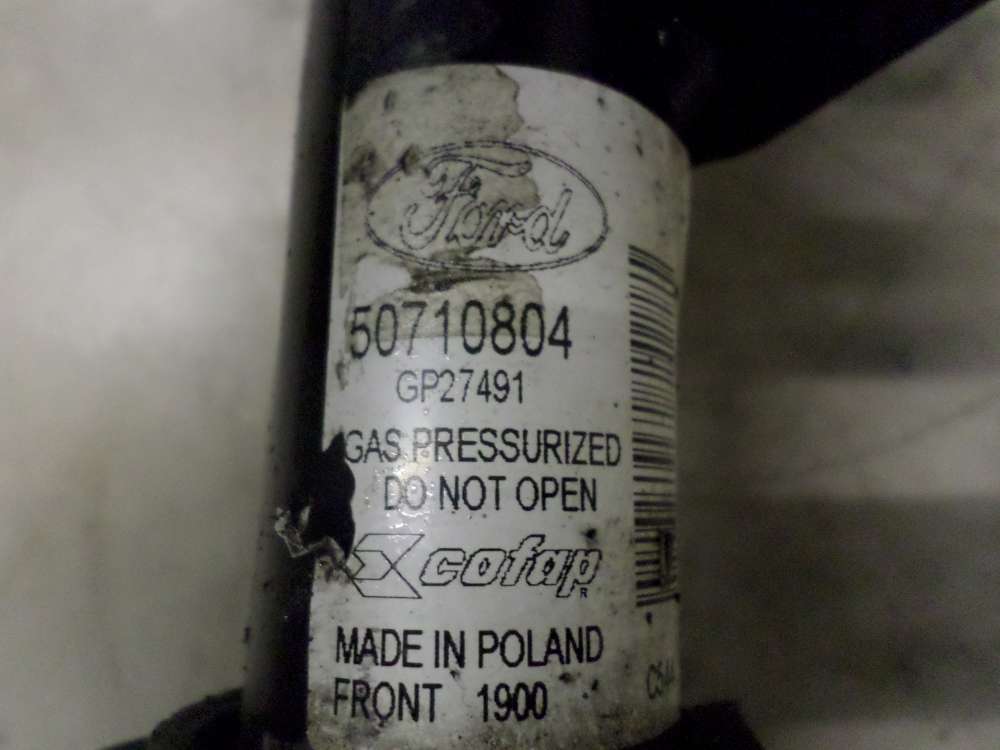 Ford
50710804
GP27491
GAS PRESSURIZED
DO NOT OPEN
cofap
R
MADE IN POLAND
FRONT 1900